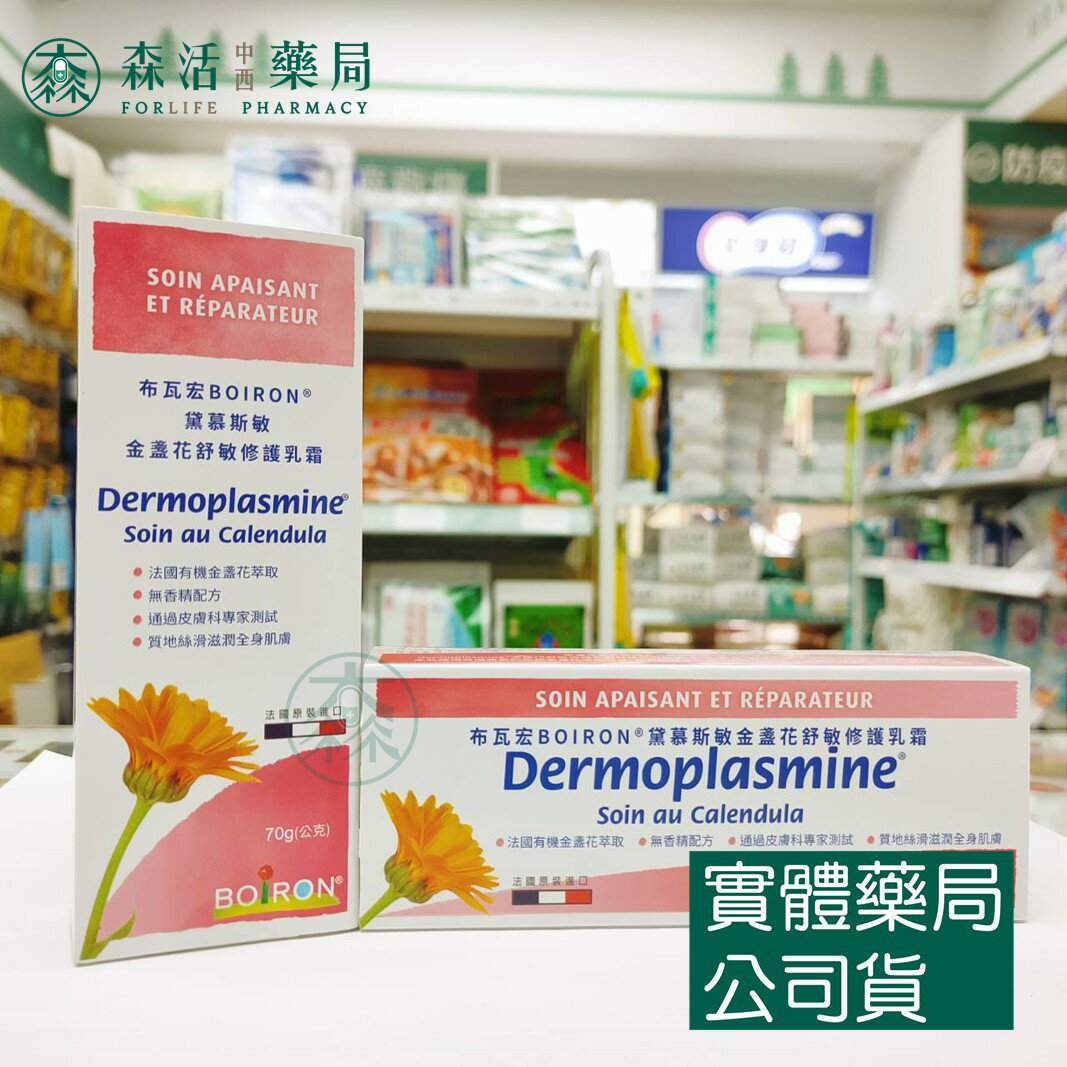 森活中西藥局
FORLIFE PHARMACY
防疫
SOIN APAISANT
ET RÉPARATEUR
布瓦宏BOIRON®
黛慕斯敏
金盞花舒敏修護乳霜
Dermoplasmine®
Soin au Calendula
• 法國有機金盞花萃取
• 無香精配方
• 通過皮膚科專家測試
• 質地絲滑滋潤全身肌膚
法國原裝進口
70g(公克)
BOIRON®
SOIN APAISANT ET RÉPARATEUR
布瓦宏BOIRON®黛慕斯敏金盞花舒敏修護乳霜
Dermoplasmine®
Soin au Calendula
• 法國有機金盞花萃取 • 無香精配方 • 通過皮膚科專家測試 • 質地絲滑滋潤全身肌膚
法國原裝進口
實體藥局
公司貨